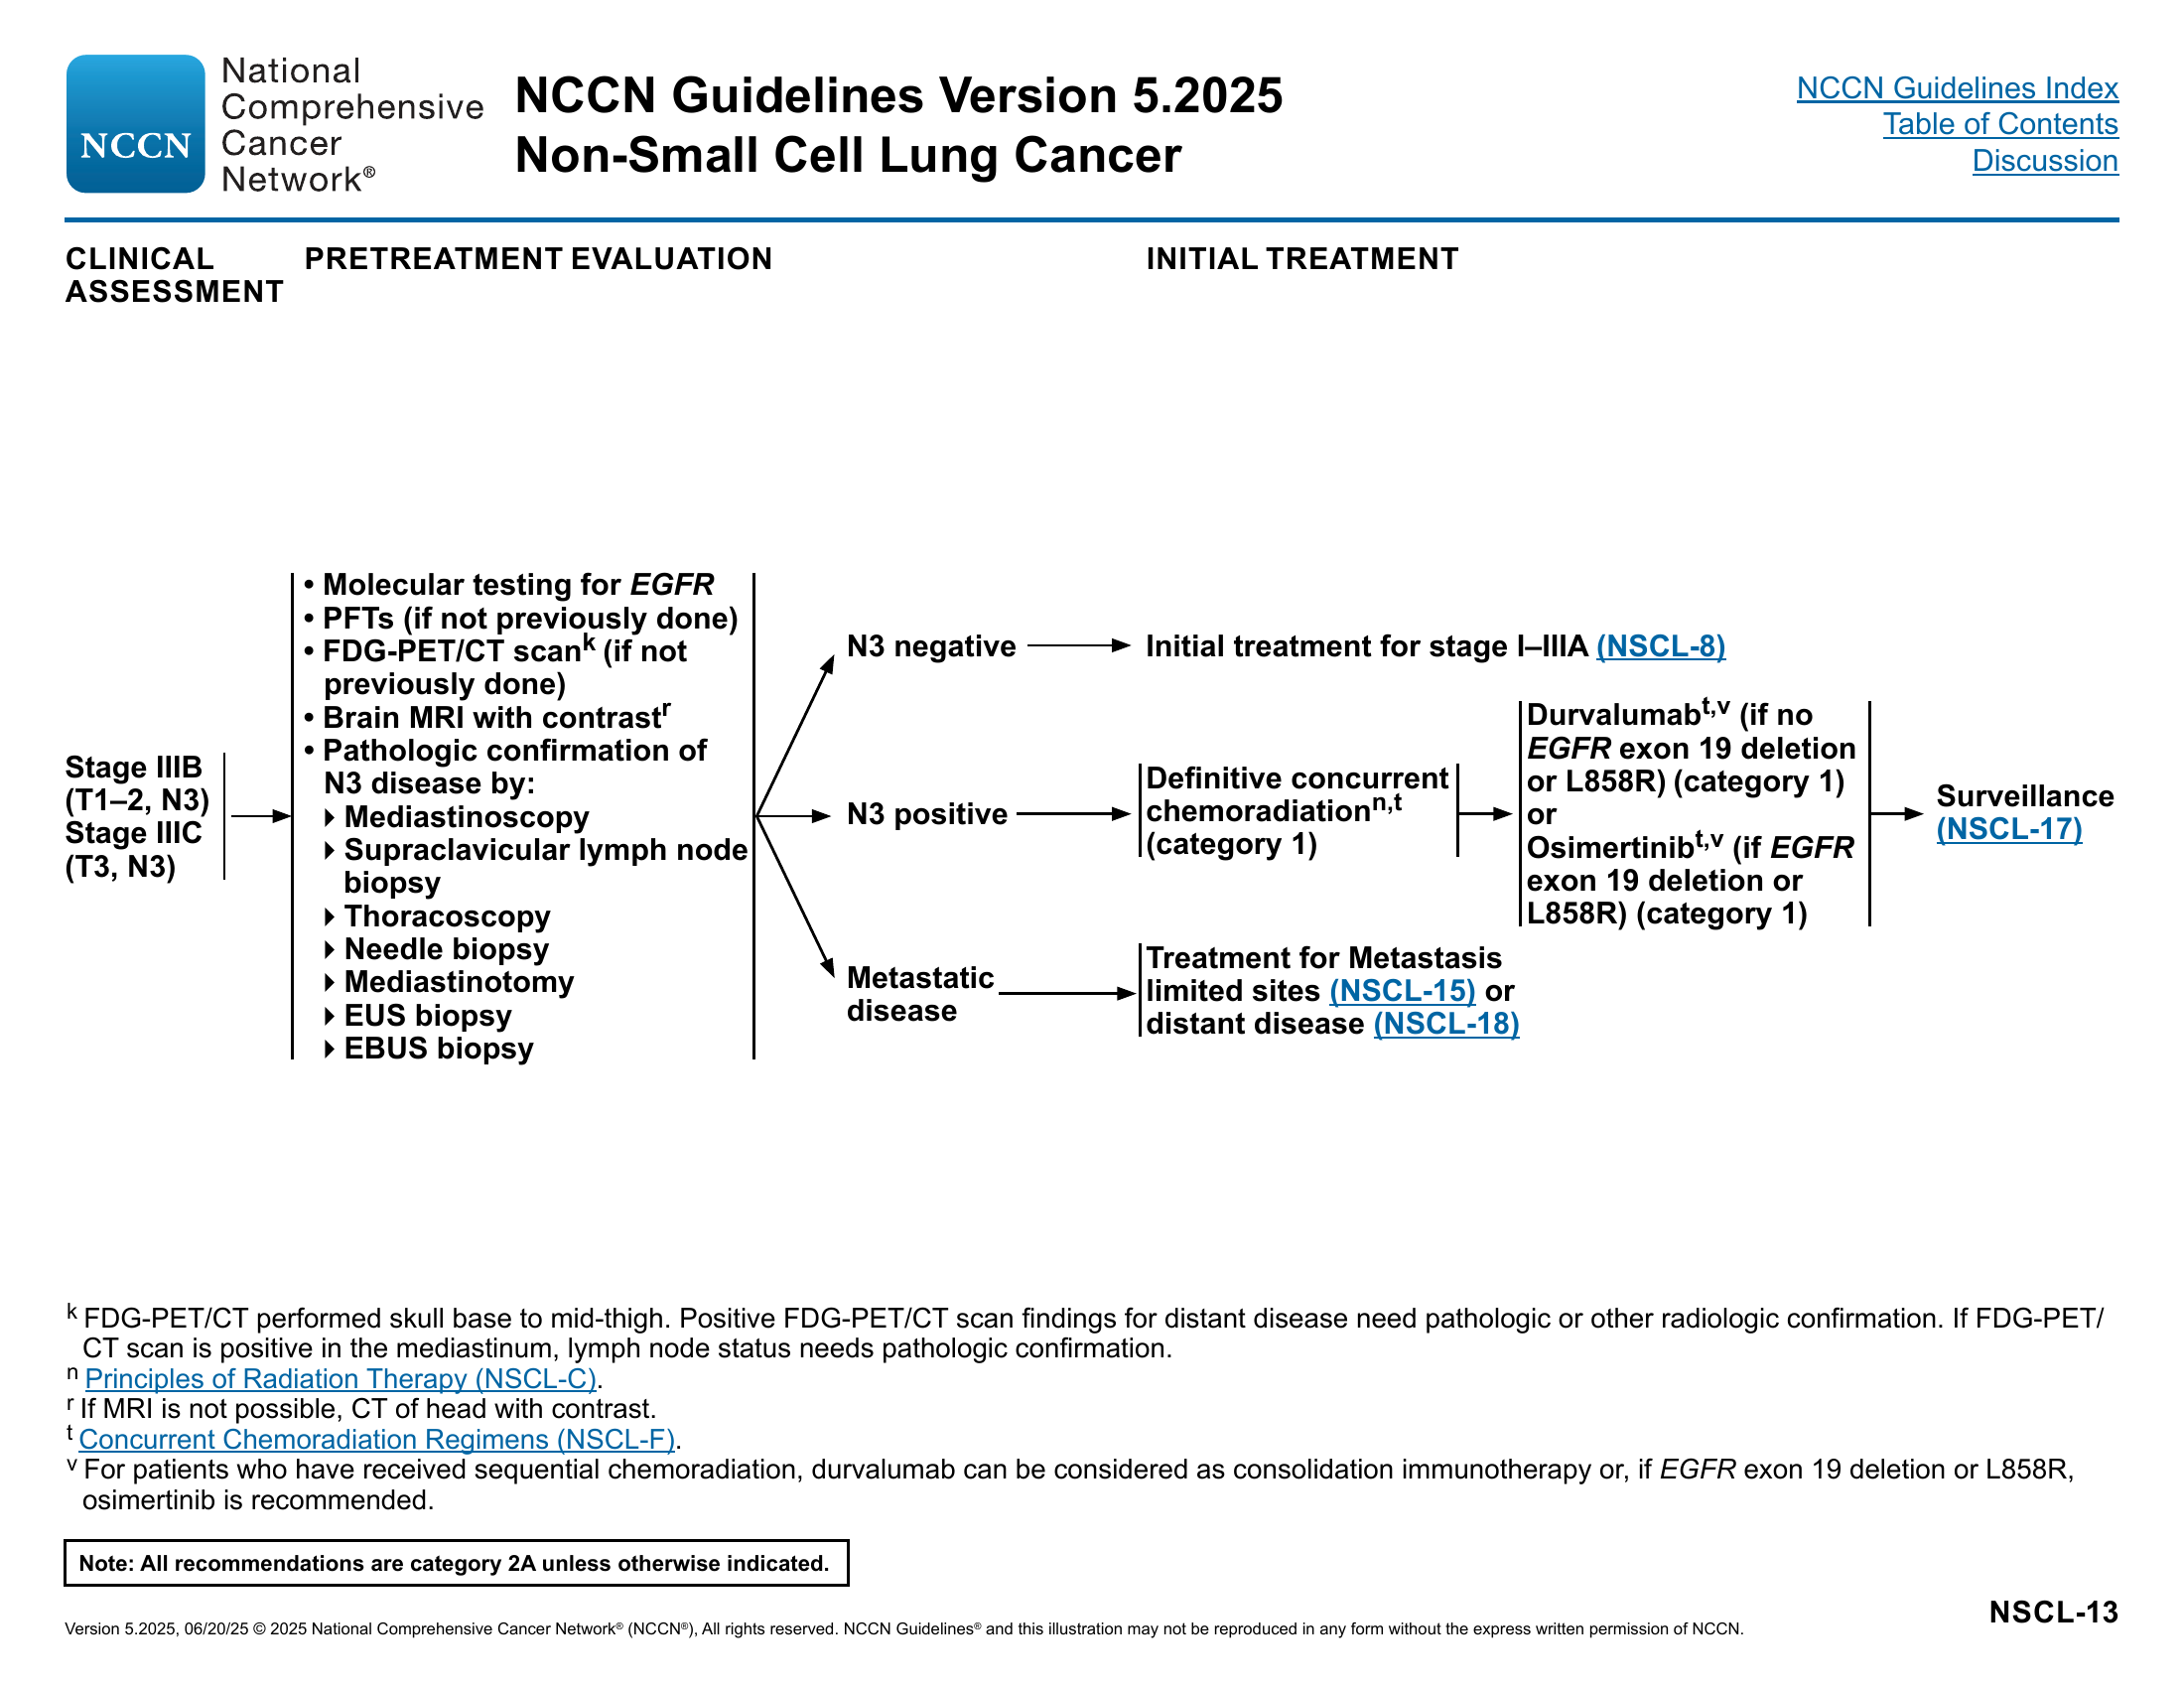 NCCN
National
Comprehensive
Cancer
Network®
NCCN Guidelines Version 5.2025
Non-Small Cell Lung Cancer
NCCN Guidelines Index
Table of Contents
Discussion
CLINICAL
ASSESSMENT
PRETREATMENT EVALUATION
INITIAL TREATMENT
Stage IIIB
(T1–2, N3)
Stage IIIC
(T3, N3)
• Molecular testing for EGFR
• PFTs (if not previously done)
• FDG-PET/CT scank (if not
previously done)
• Brain MRI with contrastr
• Pathologic confirmation of
N3 disease by:
Mediastinoscopy
Supraclavicular lymph node
biopsy
Thoracoscopy
Needle biopsy
Mediastinotomy
EUS biopsy
EBUS biopsy
N3 negative
Initial treatment for stage I–IIIA (NSCL-8)
N3 positive
Definitive concurrent
chemoradiationn,t
(category 1)
Durvalumabt,v (if no
EGFR exon 19 deletion
or L858R) (category 1)
or
Osimertinibt,v (if EGFR
exon 19 deletion or
L858R) (category 1)
Surveillance
(NSCL-17)
Metastatic
disease
Treatment for Metastasis
limited sites (NSCL-15) or
distant disease (NSCL-18)
k FDG-PET/CT performed skull base to mid-thigh. Positive FDG-PET/CT scan findings for distant disease need pathologic or other radiologic confirmation. If FDG-PET/
CT scan is positive in the mediastinum, lymph node status needs pathologic confirmation.
n Principles of Radiation Therapy (NSCL-C).
r If MRI is not possible, CT of head with contrast.
t Concurrent Chemoradiation Regimens (NSCL-F).
v For patients who have received sequential chemoradiation, durvalumab can be considered as consolidation immunotherapy or, if EGFR exon 19 deletion or L858R,
osimertinib is recommended.
Note: All recommendations are category 2A unless otherwise indicated.
NSCL-13
Version 5.2025, 06/20/25 © 2025 National Comprehensive Cancer Network® (NCCN®), All rights reserved. NCCN Guidelines® and this illustration may not be reproduced in any form without the express written permission of NCCN.